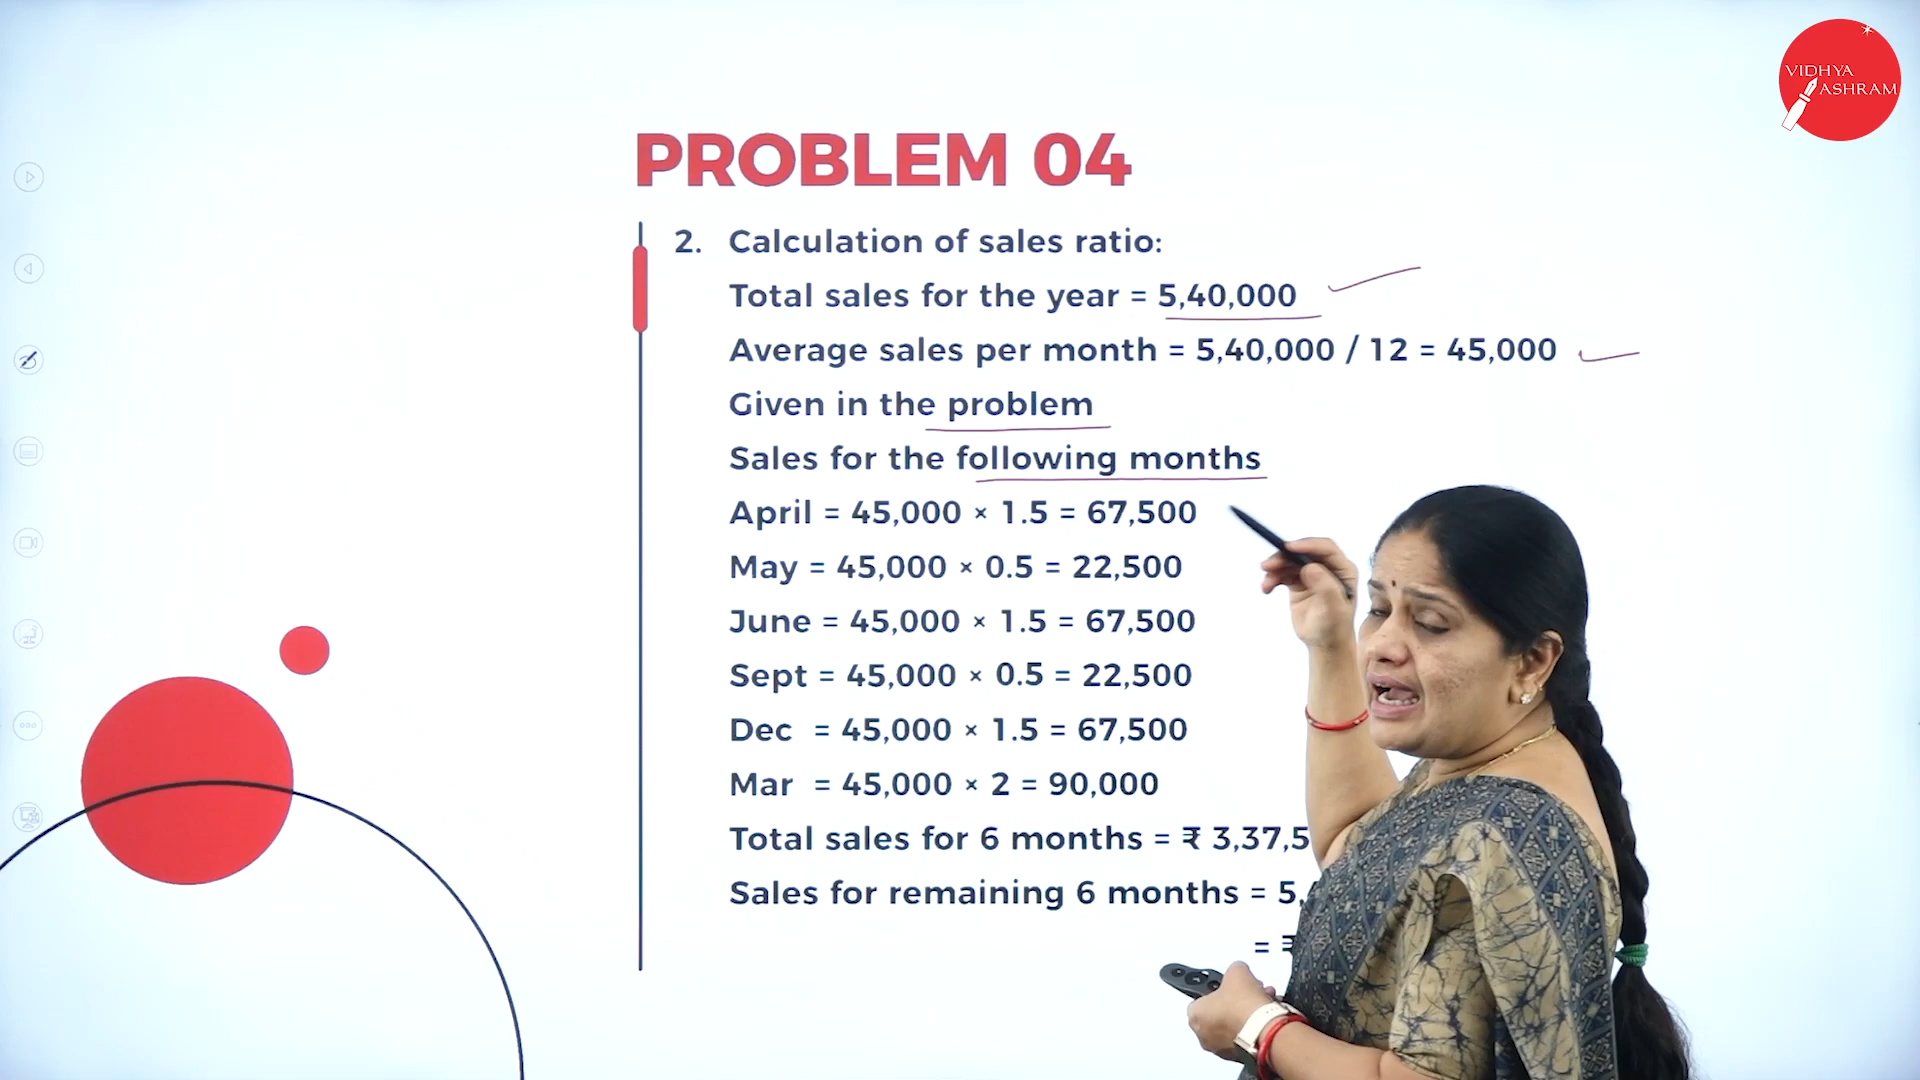 VIDHYA
ASHRAM
PROBLEM 04
2. Calculation of sales ratio:
Total sales for the year = 5,40,000
Average sales per month = 5,40,000 / 12 = 45,000
Given in the problem
Sales for the following months
April = 45,000 × 1.5 = 67,500
May = 45,000 × 0.5 = 22,500
June = 45,000 × 1.5 = 67,500
Sept = 45,000 × 0.5 = 22,500
Dec = 45,000 × 1.5 = 67,500
Mar = 45,000 × 2 = 90,000
Total sales for 6 months = ₹ 3,37,5
Sales for remaining 6 months = 5,
= ₹